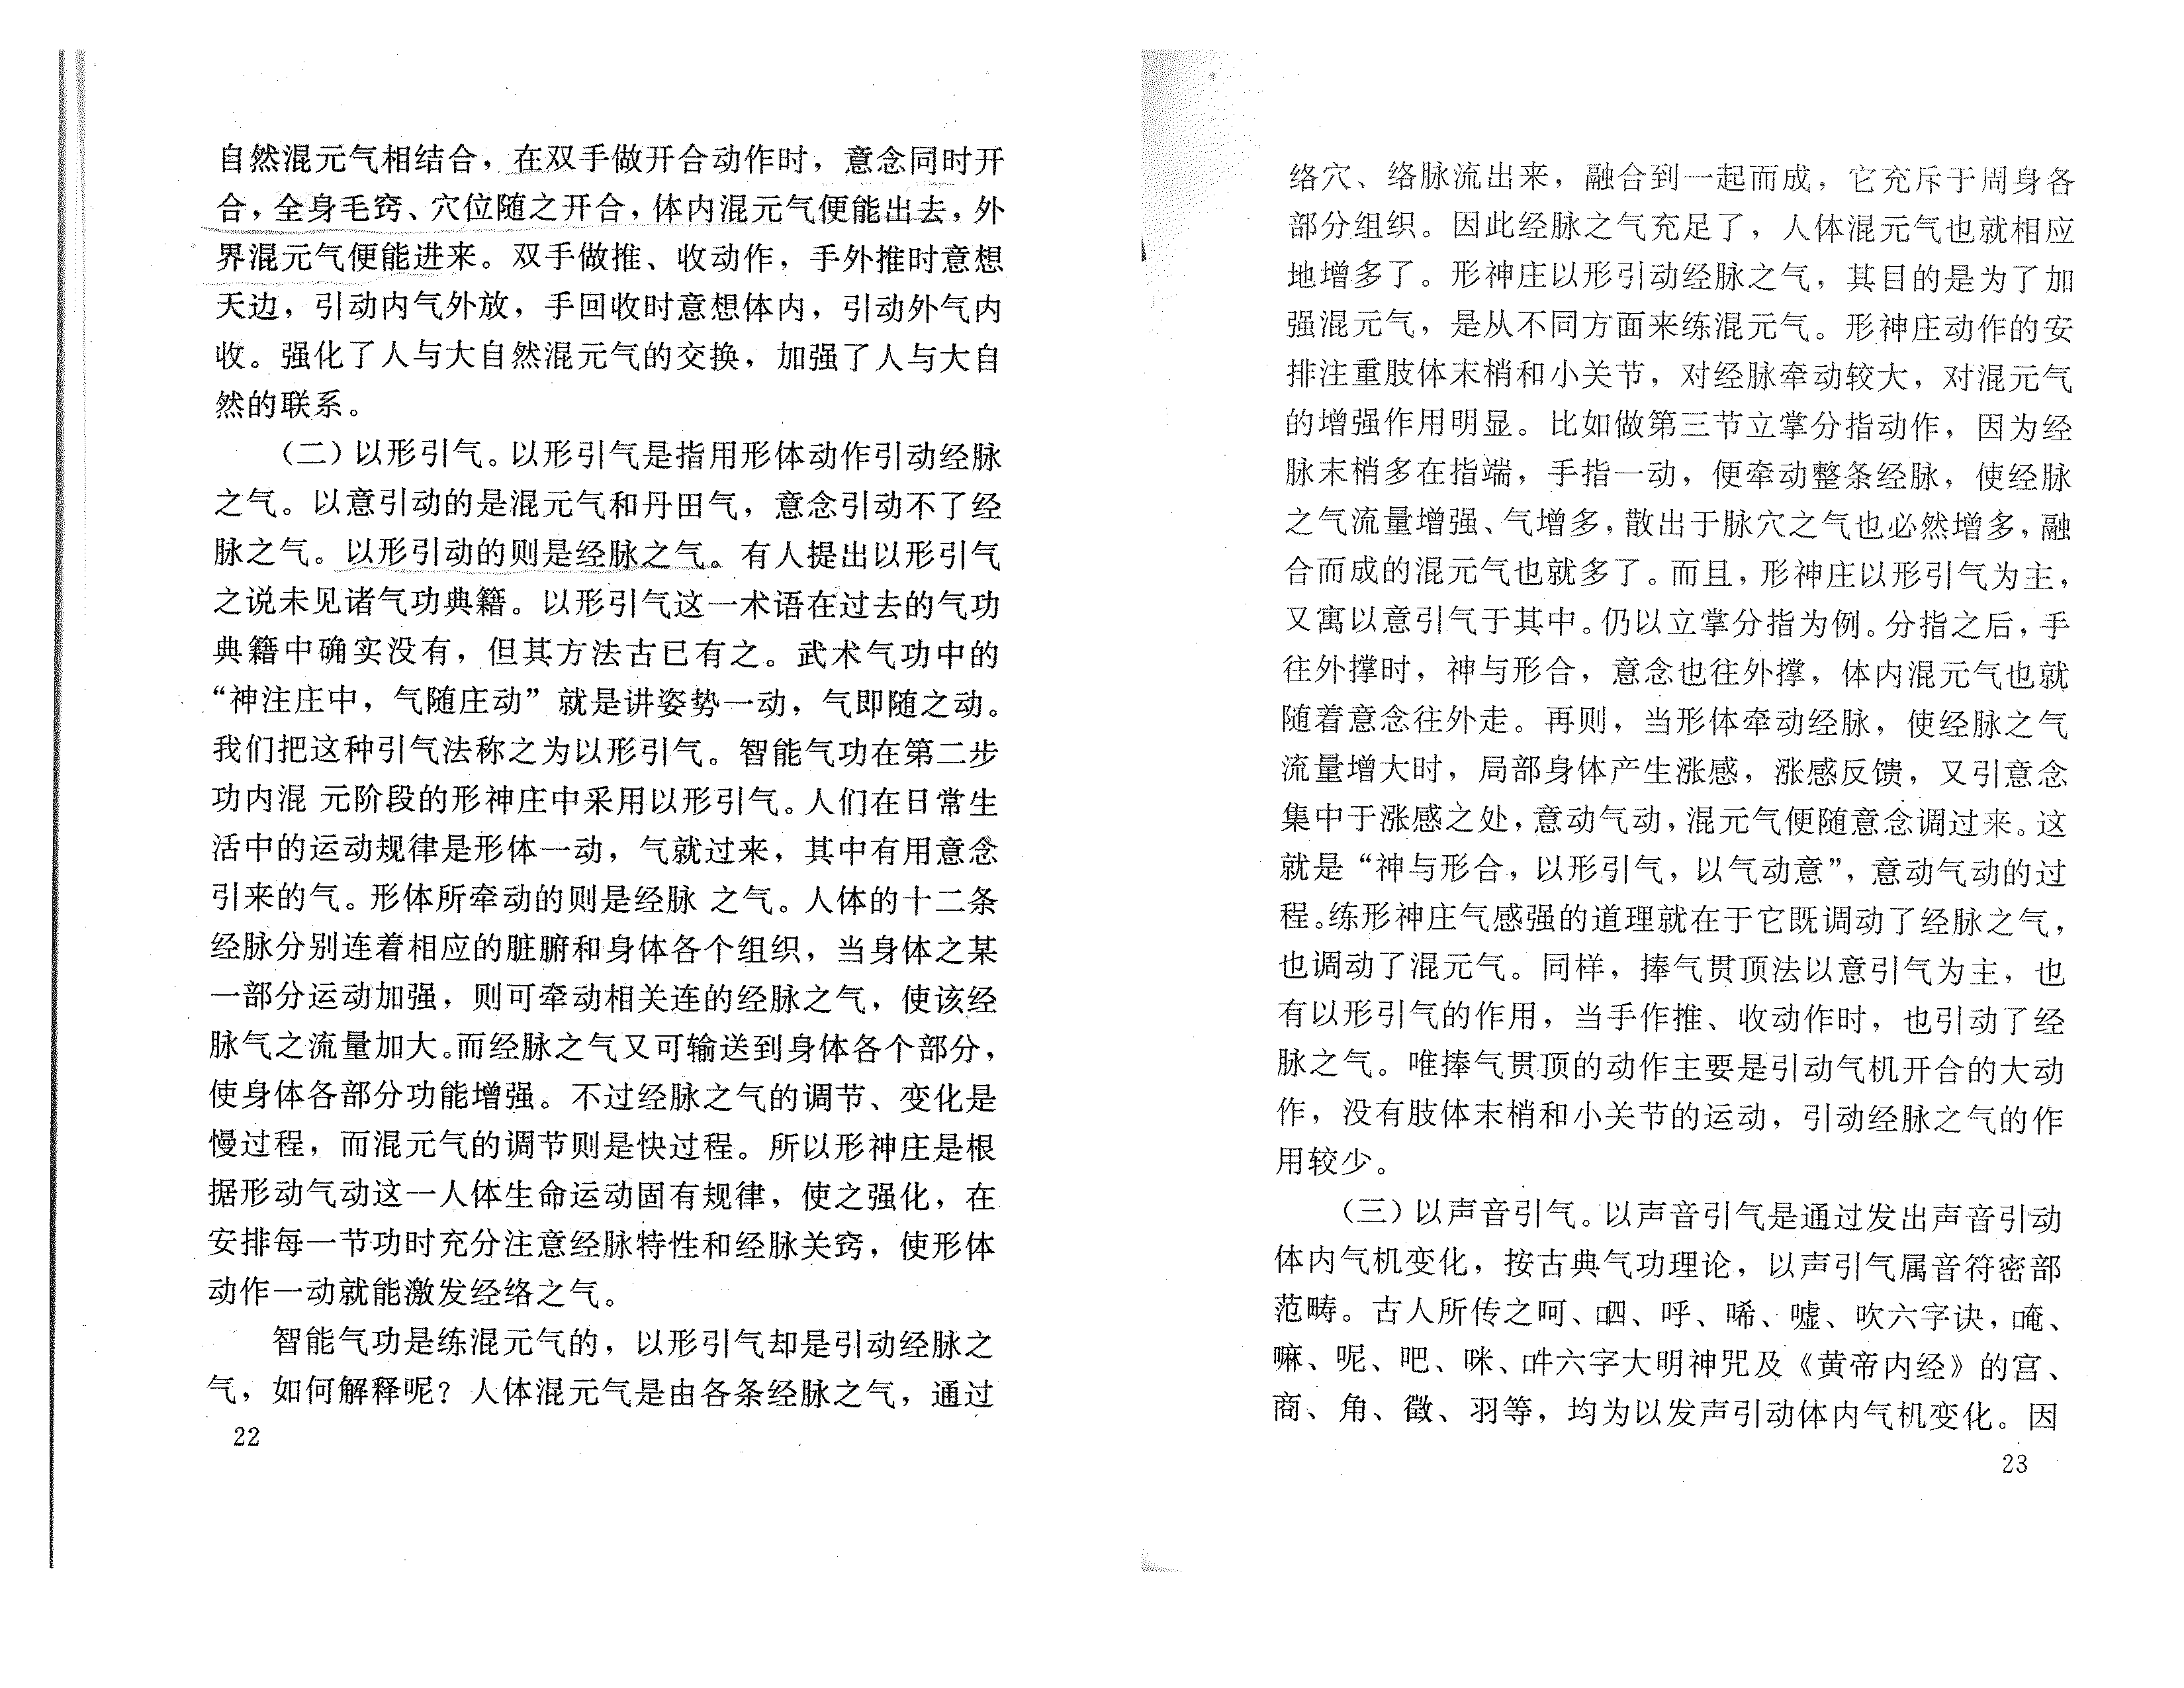 自然混元气相结合，在双手做开合动作时，意念同时开
合，全身毛窍、穴位随之开合，体内混元气便能出去，外
界混元气便能进来。双手做推、收动作，手外推时意想
天边，引动内气外放，手回收时意想体内，引动外气内
收。强化了人与大自然混元气的交换，加强了人与大自
然的联系。
（二）以形引气。以形引气是指用形体动作引动经脉
之气。以意引动的是混元气和丹田气，意念引动不了经
脉之气。以形引动的则是经脉之气。有人提出以形引气
之说未见诸气功典籍。以形引气这一术语在过去的气功
典籍中确实没有，但其方法古已有之。武术气功中的
“神注庄中，气随庄动”就是讲姿势一动，气即随之动。
我们把这种引气法称之为以形引气。智能气功在第二步
功内混 元阶段的形神庄中采用以形引气。人们在日常生
活中的运动规律是形体一动，气就过来，其中有用意念
引来的气。形体所牵动的则是经脉 之气。人体的十二条
经脉分别连着相应的脏腑和身体各个组织，当身体之某
一部分运动加强，则可牵动相关连的经脉之气，使该经
脉气之流量加大。而经脉之气又可输送到身体各个部分，
使身体各部分功能增强。不过经脉之气的调节、变化是
慢过程，而混元气的调节则是快过程。所以形神庄是根
据形动气动这一人体生命运动固有规律，使之强化，在
安排每一节功时充分注意经脉特性和经脉关窍，使形体
动作一动就能激发经络之气。
智能气功是练混元气的，以形引气却是引动经脉之
气，如何解释呢？人体混元气是由各条经脉之气，通过
22
络穴、络脉流出来，融合到一起而成，它充斥于周身各
部分组织。因此经脉之气充足了，人体混元气也就相应
地增多了。形神庄以形引动经脉之气，其目的是为了加
强混元气，是从不同方面来练混元气。形神庄动作的安
排注重肢体末梢和小关节，对经脉牵动较大，对混元气
的增强作用明显。比如做第三节立掌分指动作，因为经
脉末梢多在指端，手指一动，便牵动整条经脉，使经脉
之气流量增强、气增多，散出于脉穴之气也必然增多，融
合而成的混元气也就多了。而且，形神庄以形引气为主，
又寓以意引气于其中。仍以立掌分指为例。分指之后，手
往外撑时，神与形合，意念也往外撑，体内混元气也就
随着意念往外走。再则，当形体牵动经脉，使经脉之气
流量增大时，局部身体产生涨感，涨感反馈，又引意念
集中于涨感之处，意动气动，混元气便随意念调过来。这
就是“神与形合，以形引气，以气动意”，意动气动的过
程。练形神庄气感强的道理就在于它既调动了经脉之气，
也调动了混元气。同样，捧气贯顶法以意引气为主，也
有以形引气的作用，当手作推、收动作时，也引动了经
脉之气。唯捧气贯顶的动作主要是引动气机开合的大动
作，没有肢体末梢和小关节的运动，引动经脉之气的作
用较少。
（三）以声音引气。以声音引气是通过发出声音引动
体内气机变化，按古典气功理论，以声引气属音符密部
范畴。古人所传之呵、呬、呼、唏、嘘、吹六字诀，唵、
嘛、呢、吧、咪、吽六字大明神咒及《黄帝内经》的宫、
商、角、徵、羽等，均为以发声引动体内气机变化。因
23